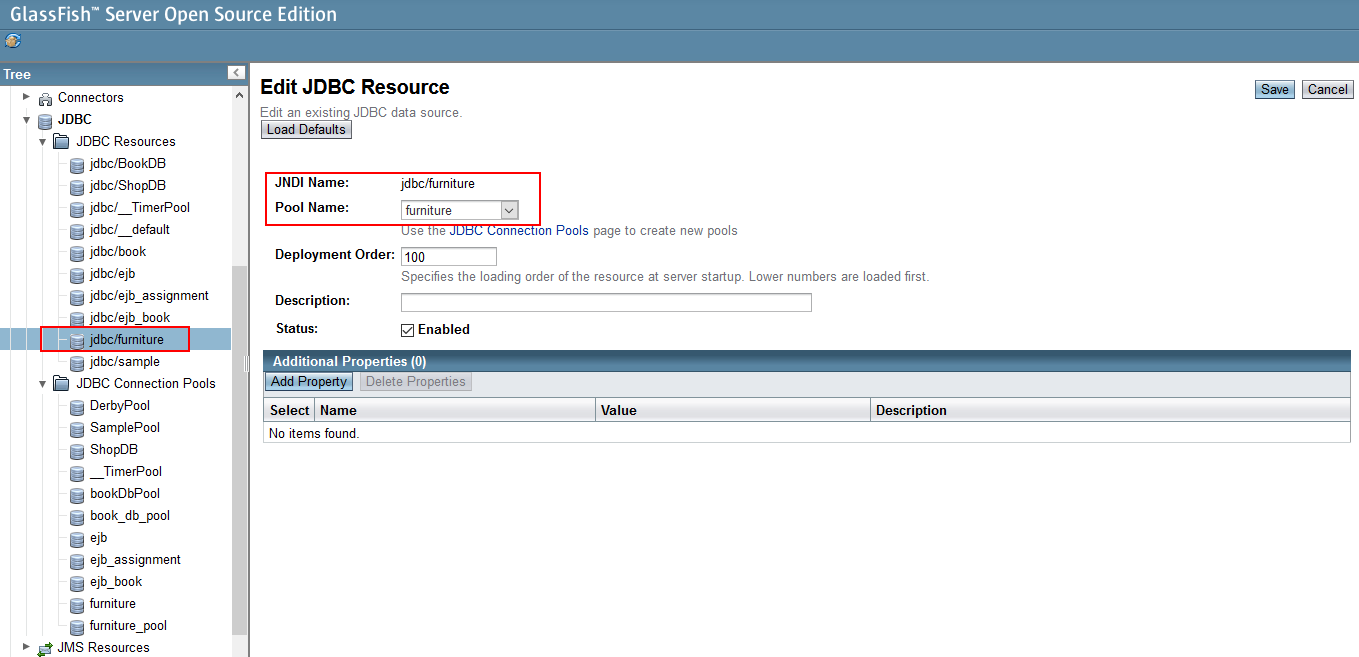 GlassFish™ Server Open Source Edition
Tree
Connectors
JDBC
JDBC Resources
jdbc/BookDB
jdbc/ShopDB
jdbc/__TimerPool
jdbc/__default
jdbc/book
jdbc/ejb
jdbc/ejb_assignment
jdbc/ejb_book
jdbc/furniture
jdbc/sample
JDBC Connection Pools
DerbyPool
SamplePool
ShopDB
__TimerPool
bookDbPool
book_db_pool
ejb
ejb_assignment
ejb_book
furniture
furniture_pool
JMS Resources
Edit JDBC Resource
Save Cancel
Edit an existing JDBC data source.
Load Defaults
JNDI Name: jdbc/furniture
Pool Name: furniture
Use the JDBC Connection Pools page to create new pools
Deployment Order: 100
Specifies the loading order of the resource at server startup. Lower numbers are loaded first.
Description:
Status: Enabled
Additional Properties (0)
Add Property Delete Properties
Select Name Value Description
No items found.